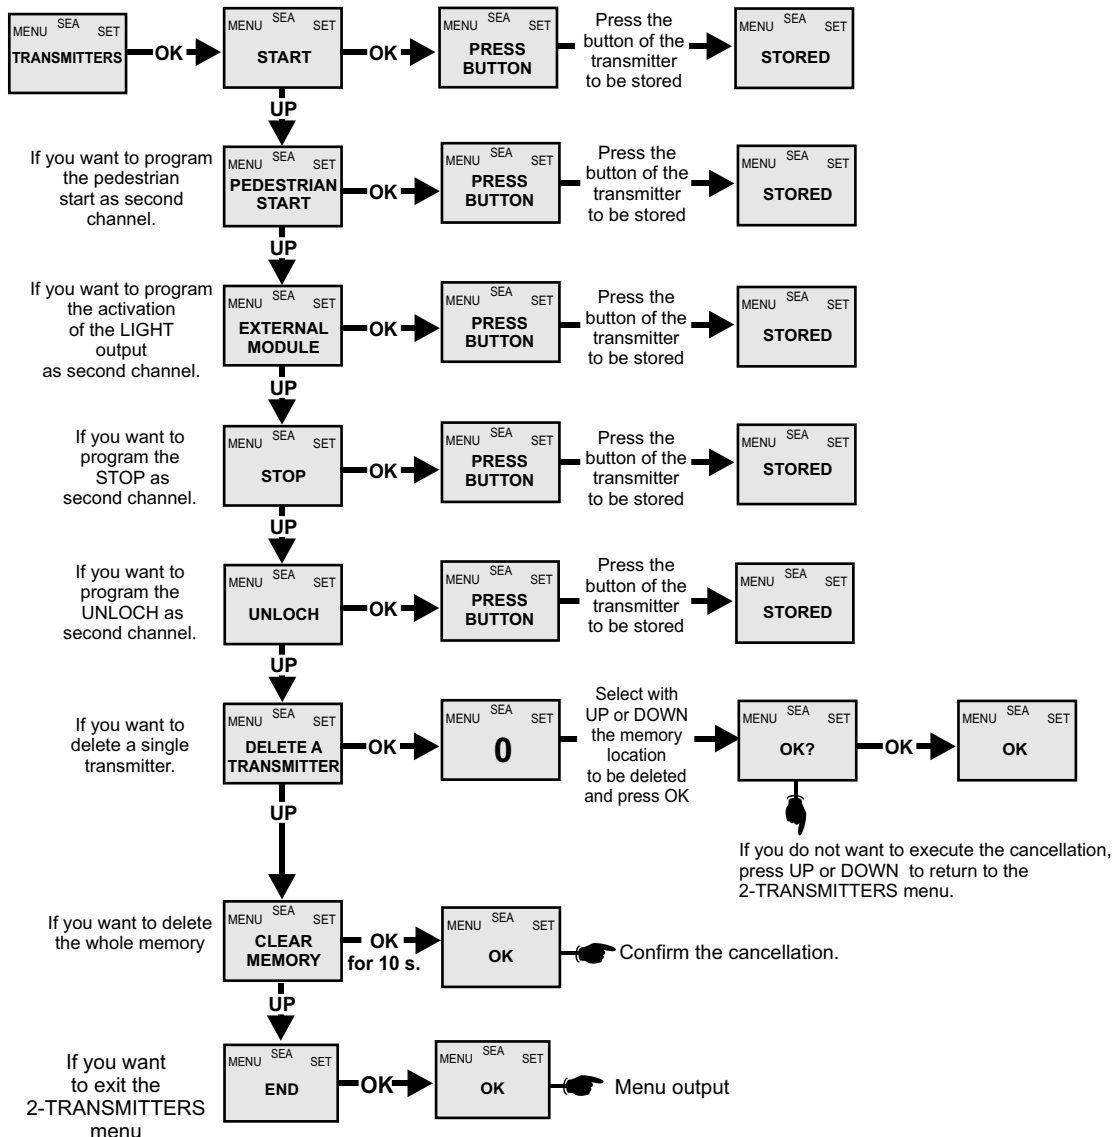 MENU SEA SET
TRANSMITTERS
OK
MENU SEA SET
START
OK
MENU SEA SET
PRESS
BUTTON
Press the
button of the
transmitter
to be stored
MENU SEA SET
STORED
UP
If you want to program
the pedestrian
start as second
channel.
MENU SEA SET
PEDESTRIAN
START
OK
MENU SEA SET
PRESS
BUTTON
Press the
button of the
transmitter
to be stored
MENU SEA SET
STORED
UP
If you want to program
the activation
of the LIGHT
output
as second channel.
MENU SEA SET
EXTERNAL
MODULE
OK
MENU SEA SET
PRESS
BUTTON
Press the
button of the
transmitter
to be stored
MENU SEA SET
STORED
UP
If you want to
program the
STOP as
second channel.
MENU SEA SET
STOP
OK
MENU SEA SET
PRESS
BUTTON
Press the
button of the
transmitter
to be stored
MENU SEA SET
STORED
UP
If you want to
program the
UNLOCH as
second channel.
MENU SEA SET
UNLOCH
OK
MENU SEA SET
PRESS
BUTTON
Press the
button of the
transmitter
to be stored
MENU SEA SET
STORED
UP
If you want to
delete a single
transmitter.
MENU SEA SET
DELETE A
TRANSMITTER
OK
MENU SEA SET
0
Select with
UP or DOWN
the memory
location
to be deleted
and press OK
MENU SEA SET
OK?
OK
MENU SEA SET
OK
If you do not want to execute the cancellation,
press UP or DOWN to return to the
2-TRANSMITTERS menu.
UP
If you want to delete
the whole memory
MENU SEA SET
CLEAR
MEMORY
OK
for 10 s.
MENU SEA SET
OK
Confirm the cancellation.
UP
If you want
to exit the
2-TRANSMITTERS
menu
MENU SEA SET
END
OK
MENU SEA SET
OK
Menu output